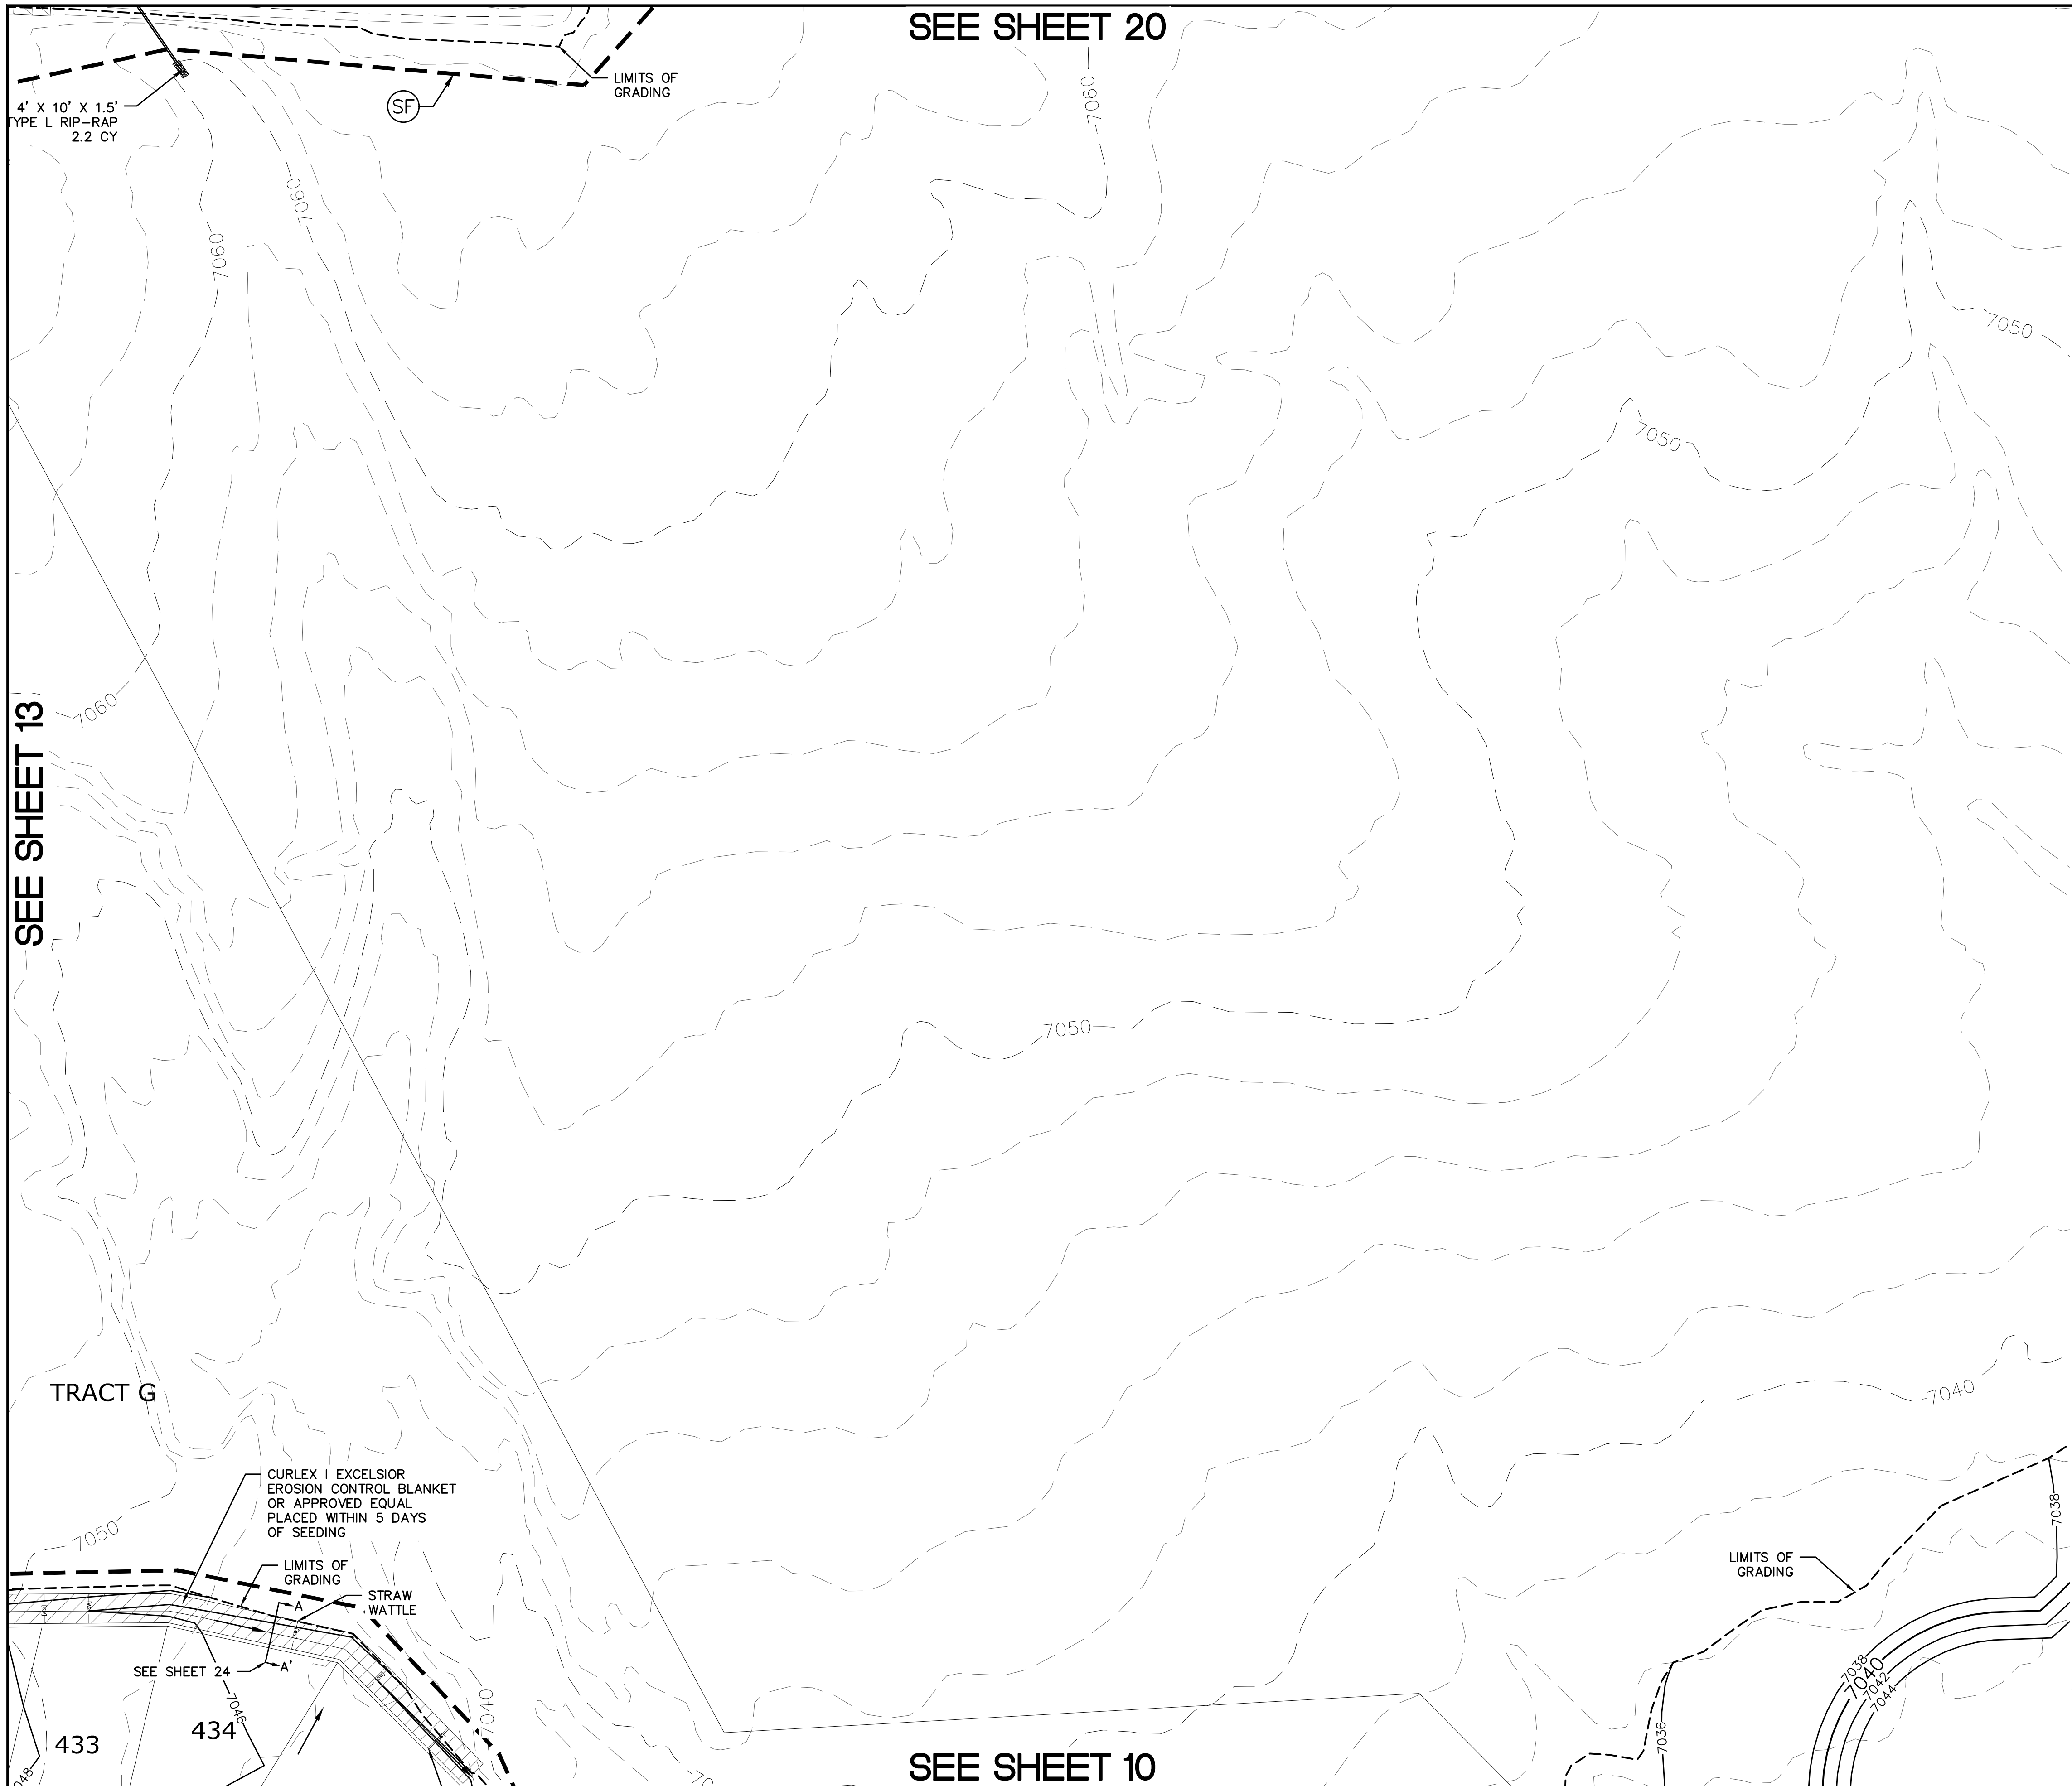 SEE SHEET 20
LIMITS OF
GRADING
SF
4' X 10' X 1.5'
TYPE L RIP-RAP
2.2 CY
7060
7060
7060
7050
7050
7060
SEE SHEET 13
7050
7040
TRACT G
CURLEX I EXCELSIOR
EROSION CONTROL BLANKET
OR APPROVED EQUAL
PLACED WITHIN 5 DAYS
OF SEEDING
7050
LIMITS OF
GRADING
STRAW
WATTLE
A
A'
SEE SHEET 24
7046
433
434
7040
LIMITS OF
GRADING
7038
7038
7040
7042
7044
7036
SEE SHEET 10